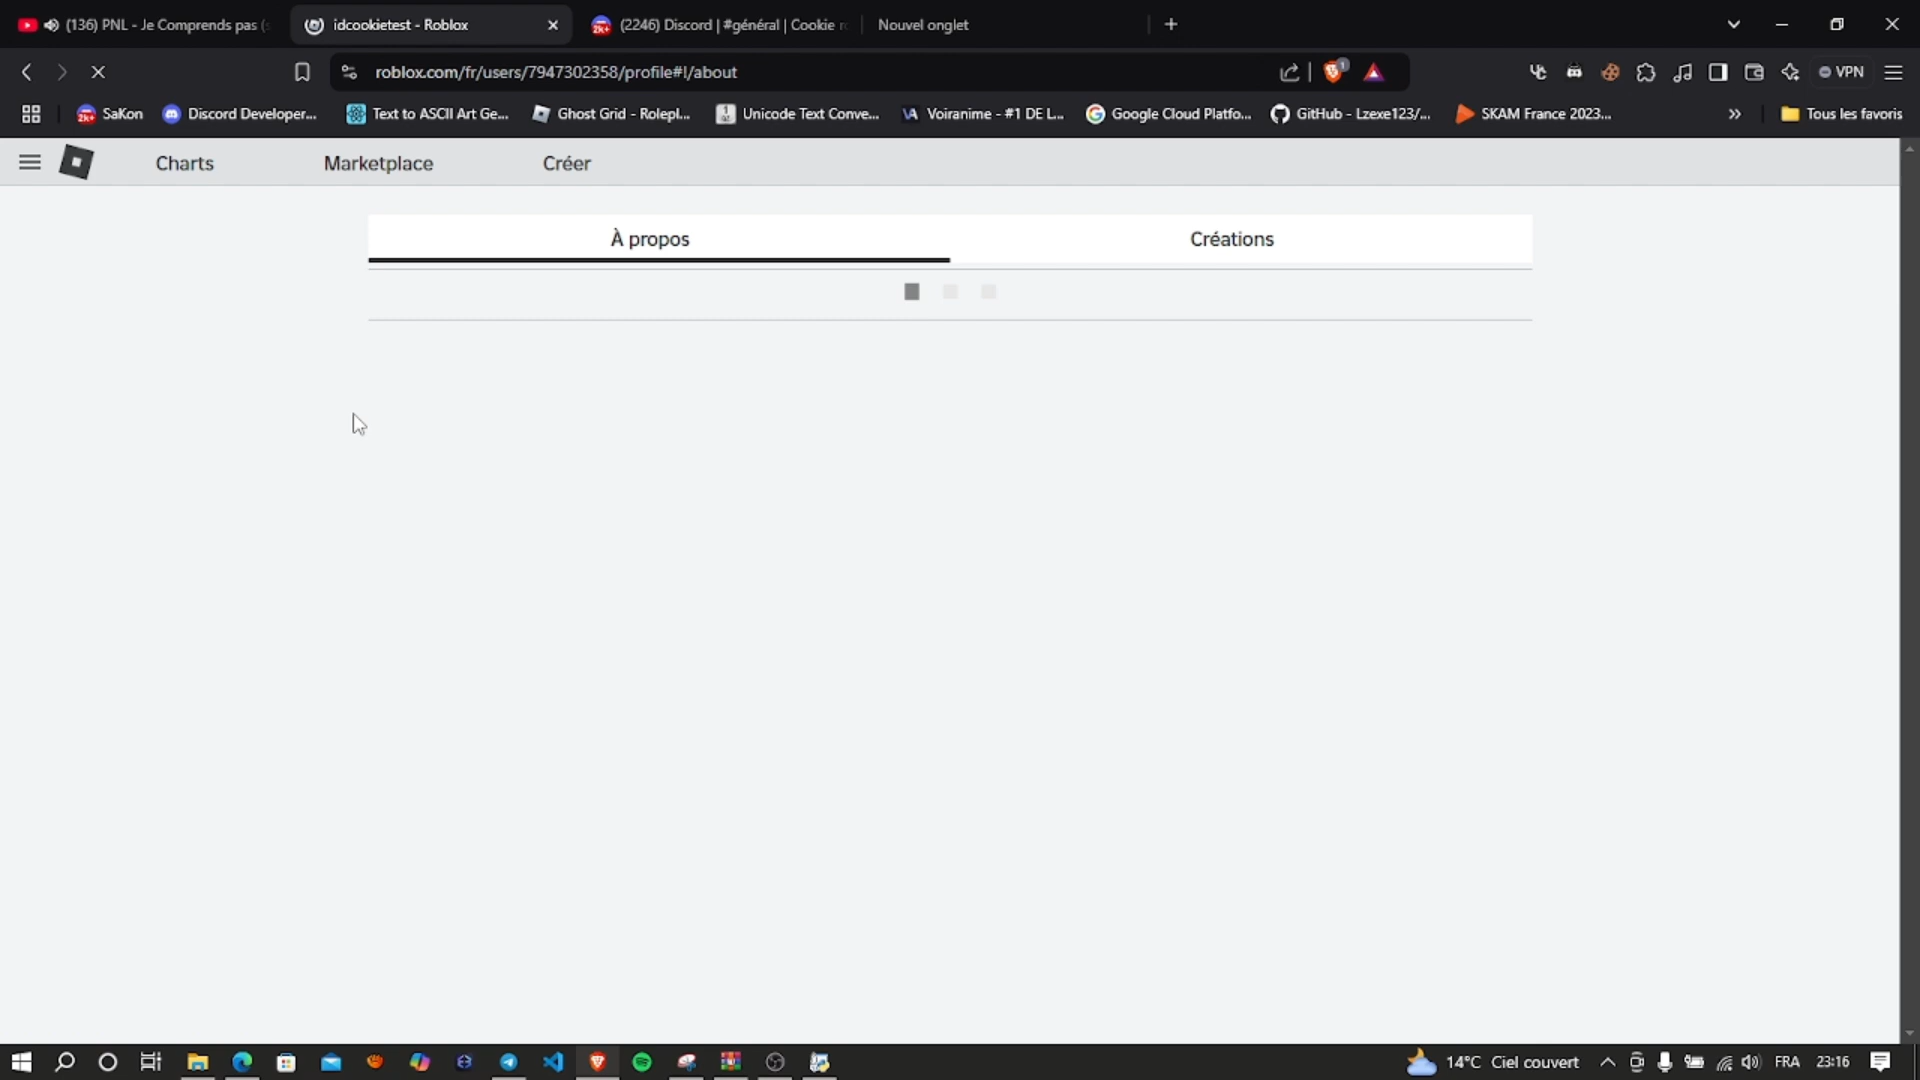 (136) PNL - Je Comprends pas (s
idcookietest - Roblox
(2246) Discord | #général | Cookie ro
Nouvel onglet
roblox.com/fr/users/7947302358/profile#!/about
VPN
SaKon
Discord Developer...
Text to ASCII Art Ge...
Ghost Grid - Rolepl...
Unicode Text Conve...
Voiranime - #1 DE L...
Google Cloud Platfo...
GitHub - Lzexe123/...
SKAM France 2023...
Tous les favoris
Charts
Marketplace
Créer
À propos
Créations
14°C Ciel couvert
FRA
23:16